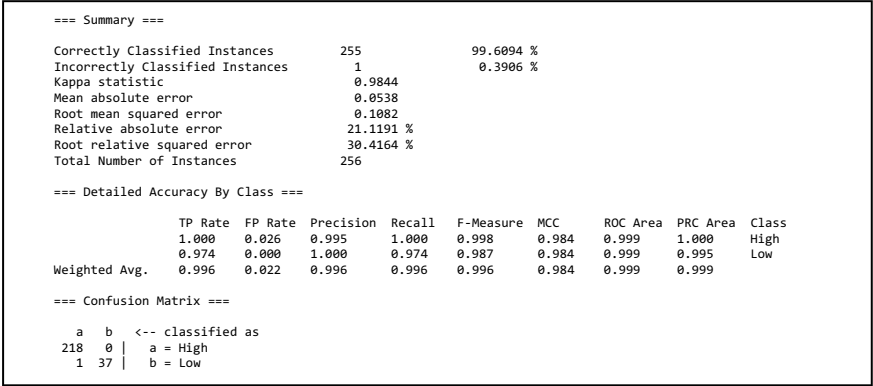 === Summary ===
Correctly Classified Instances 255 99.6094 %
Incorrectly Classified Instances 1 0.3906 %
Kappa statistic 0.9844
Mean absolute error 0.0538
Root mean squared error 0.1082
Relative absolute error 21.1191 %
Root relative squared error 30.4164 %
Total Number of Instances 256
=== Detailed Accuracy By Class ===
TP Rate FP Rate Precision Recall F-Measure MCC ROC Area PRC Area Class
1.000 0.026 0.995 1.000 0.998 0.984 0.999 1.000 High
0.974 0.000 1.000 0.974 0.987 0.984 0.999 0.995 Low
Weighted Avg. 0.996 0.022 0.996 0.996 0.996 0.984 0.999 0.999
=== Confusion Matrix ===
a b <-- classified as
218 0 | a = High
1 37 | b = Low